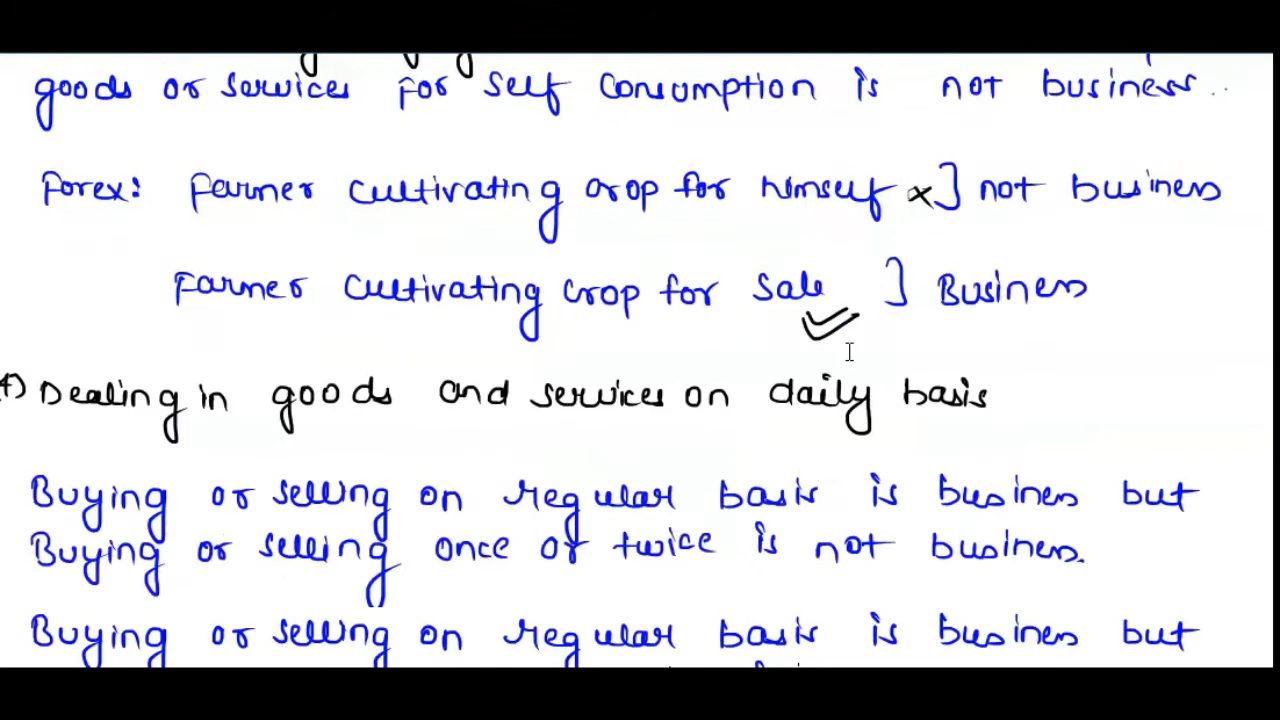 goods or services for self consumption is not business..
Forex: Farmer cultivating crop for himself ×] not business
Farmer cultivating crop for sale ] Business
4) Dealing in goods and services on daily basis
Buying or selling on regular basis is business but
Buying or selling once or twice is not business.
Buying or selling on regular basis is business but